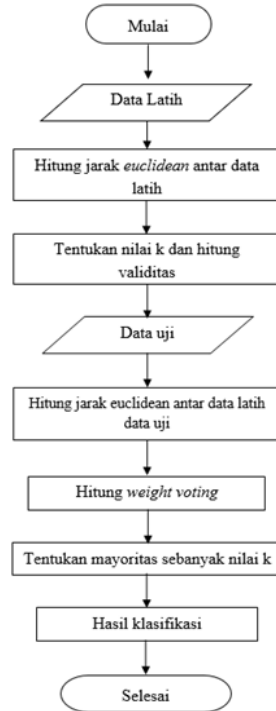 Mulai
Data Latih
Hitung jarak euclidean antar data
latih
Tentukan nilai k dan hitung
validitas
Data uji
Hitung jarak euclidean antar data latih
data uji
Hitung weight voting
Tentukan mayoritas sebanyak nilai k
Hasil klasifikasi
Selesai